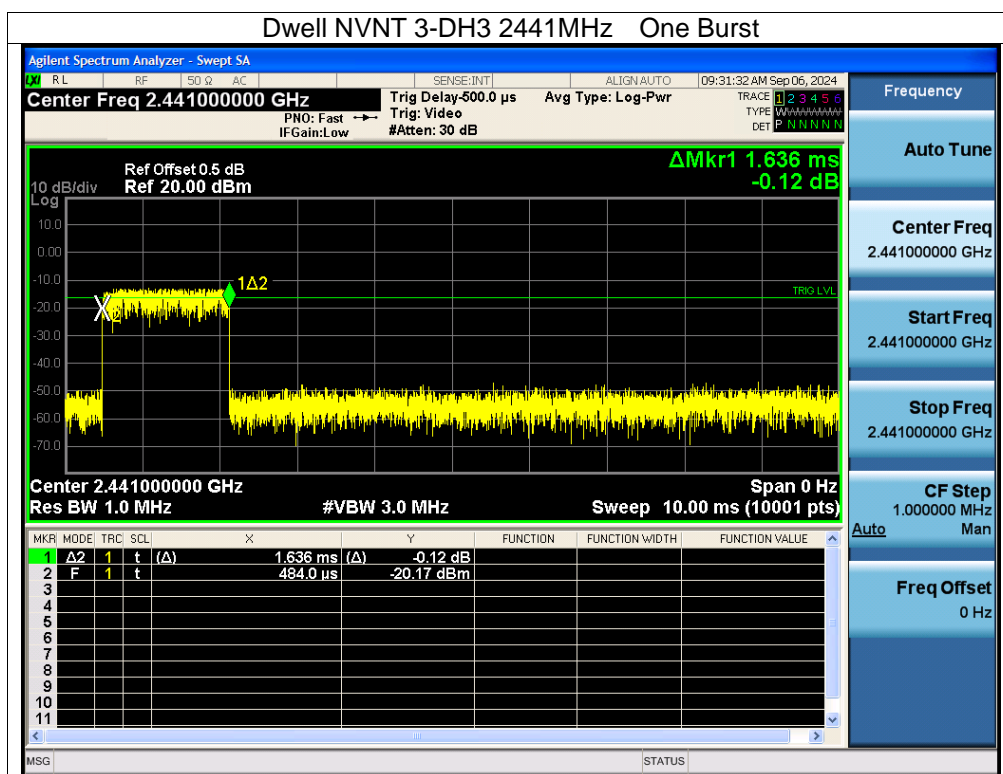 Dwell NVNT 3-DH3 2441MHz One Burst
Agilent Spectrum Analyzer - Swept SA
LXI RL RF 50 Ω AC SENSE:INT ALIGN AUTO 09:31:32 AM Sep 06, 2024
Center Freq 2.441000000 GHz
PNO: Fast
IFGain:Low
Trig Delay-500.0 µs
Trig: Video
#Atten: 30 dB
Avg Type: Log-Pwr
TRACE 1 2 3 4 5 6
TYPE WWWWWW
DET P N N N N N
ΔMkr1 1.636 ms
-0.12 dB
Ref Offset 0.5 dB
10 dB/div Ref 20.00 dBm
Log
10.0
0.00
-10.0
-20.0
-30.0
-40.0
-50.0
-60.0
-70.0
1Δ2
TRIG LVL
Center 2.441000000 GHz Span 0 Hz
Res BW 1.0 MHz #VBW 3.0 MHz Sweep 10.00 ms (10001 pts)
MKR MODE TRC SCL X Y FUNCTION FUNCTION WIDTH FUNCTION VALUE
1 Δ2 1 t (Δ) 1.636 ms (Δ) -0.12 dB
2 F 1 t 484.0 µs -20.17 dBm
3
4
5
6
7
8
9
10
11
MSG STATUS
Frequency
Auto Tune
Center Freq
2.441000000 GHz
Start Freq
2.441000000 GHz
Stop Freq
2.441000000 GHz
CF Step
1.000000 MHz
Auto Man
Freq Offset
0 Hz